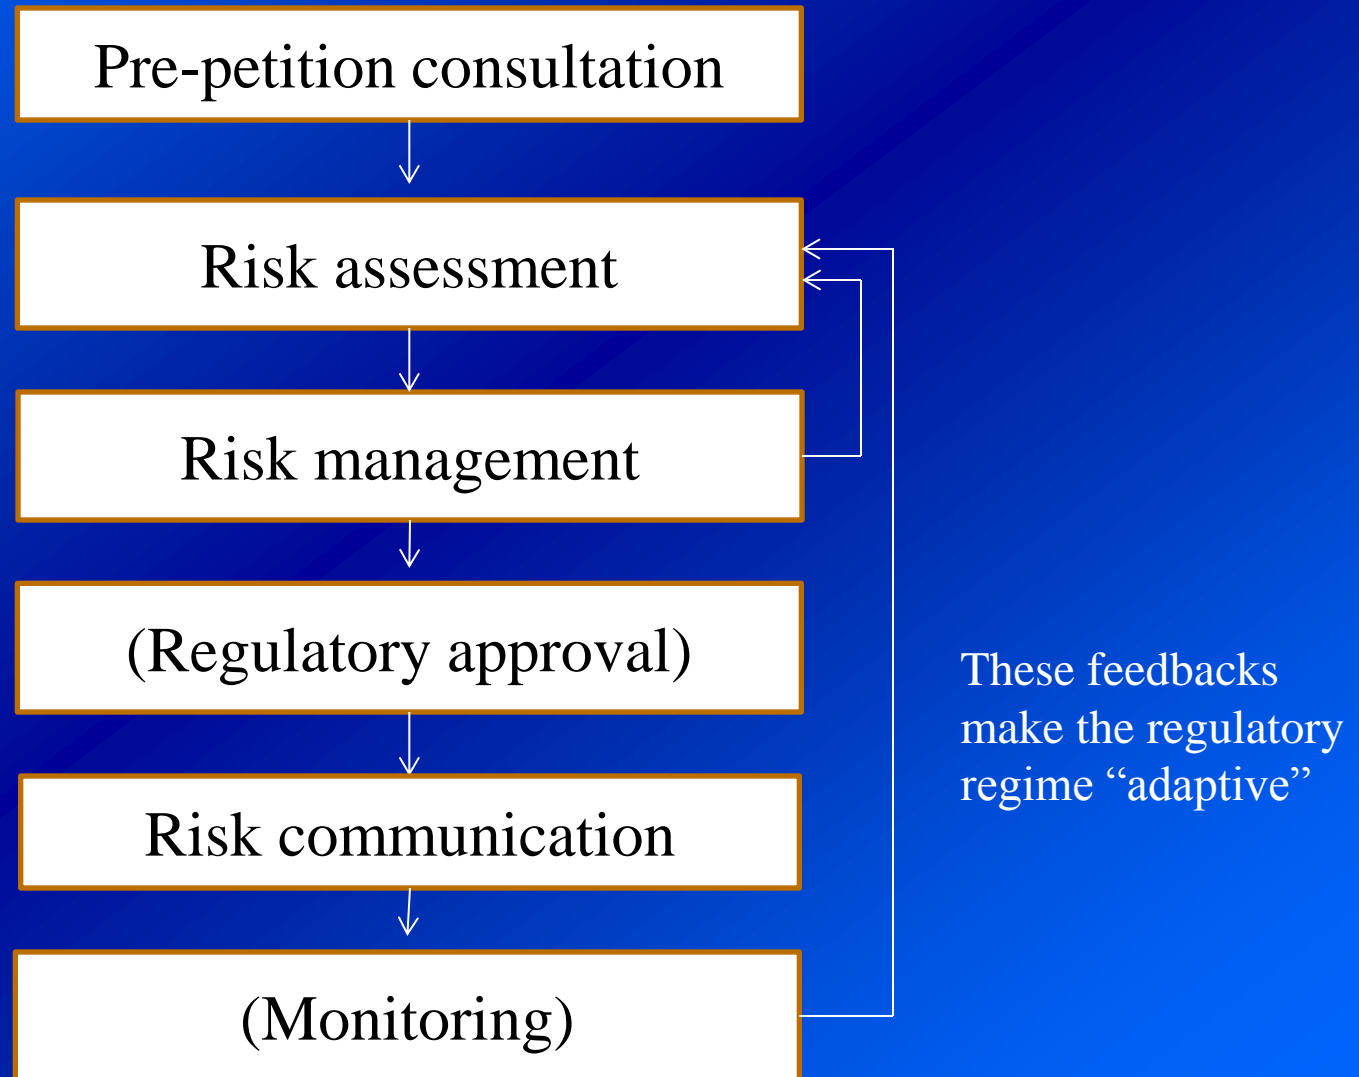 Pre-petition consultation
Risk assessment
Risk management
(Regulatory approval)
These feedbacks
make the regulatory
regime “adaptive”
Risk communication
(Monitoring)